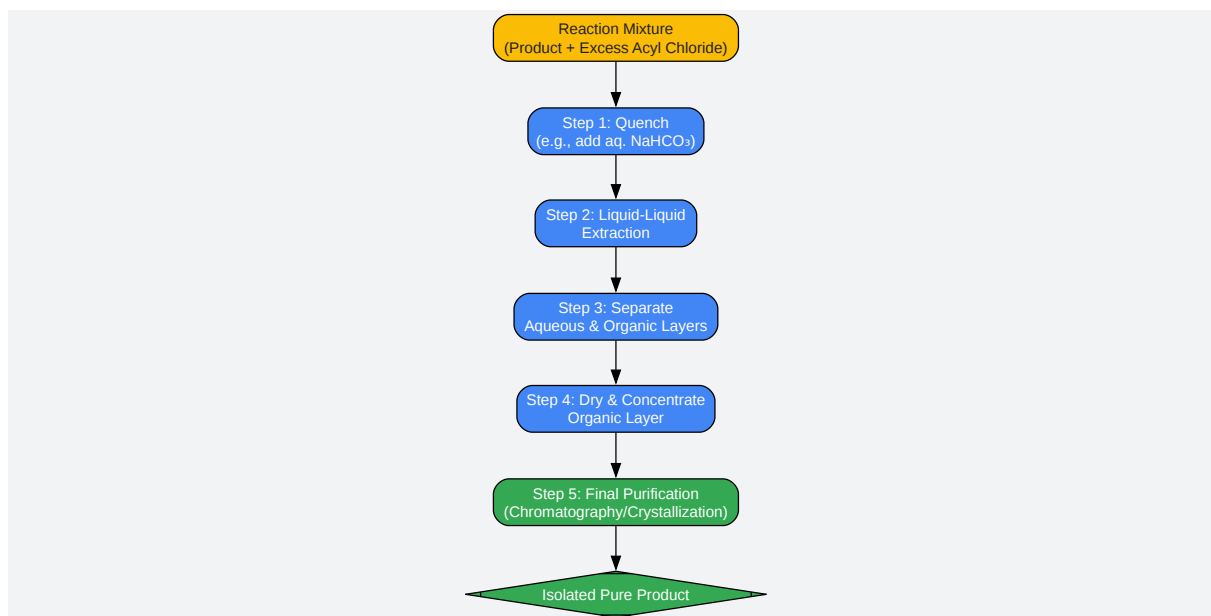 Reaction Mixture
(Product + Excess Acyl Chloride)
Step 1: Quench
(e.g., add aq. NaHCO₃)
Step 2: Liquid-Liquid
Extraction
Step 3: Separate
Aqueous & Organic Layers
Step 4: Dry & Concentrate
Organic Layer
Step 5: Final Purification
(Chromatography/Crystallization)
Isolated Pure Product